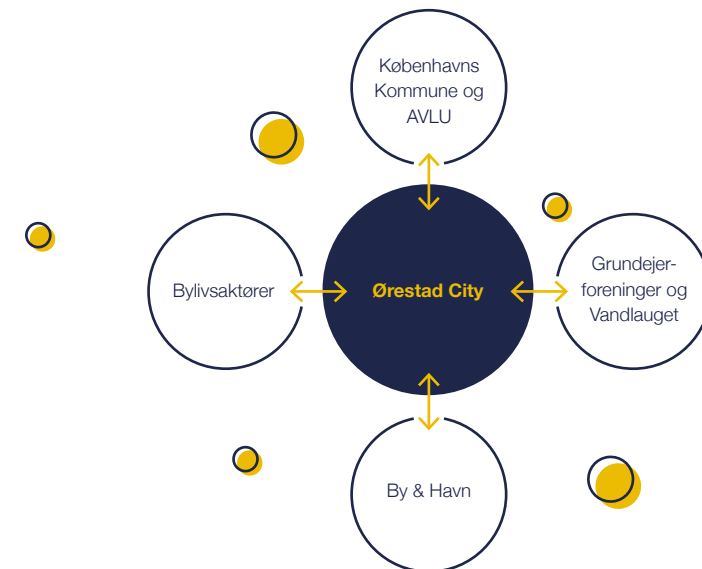 Københavns
Kommune og
AVLU
Bylivsaktører
Ørestad City
Grundejer-
foreninger og
Vandlauget
By & Havn